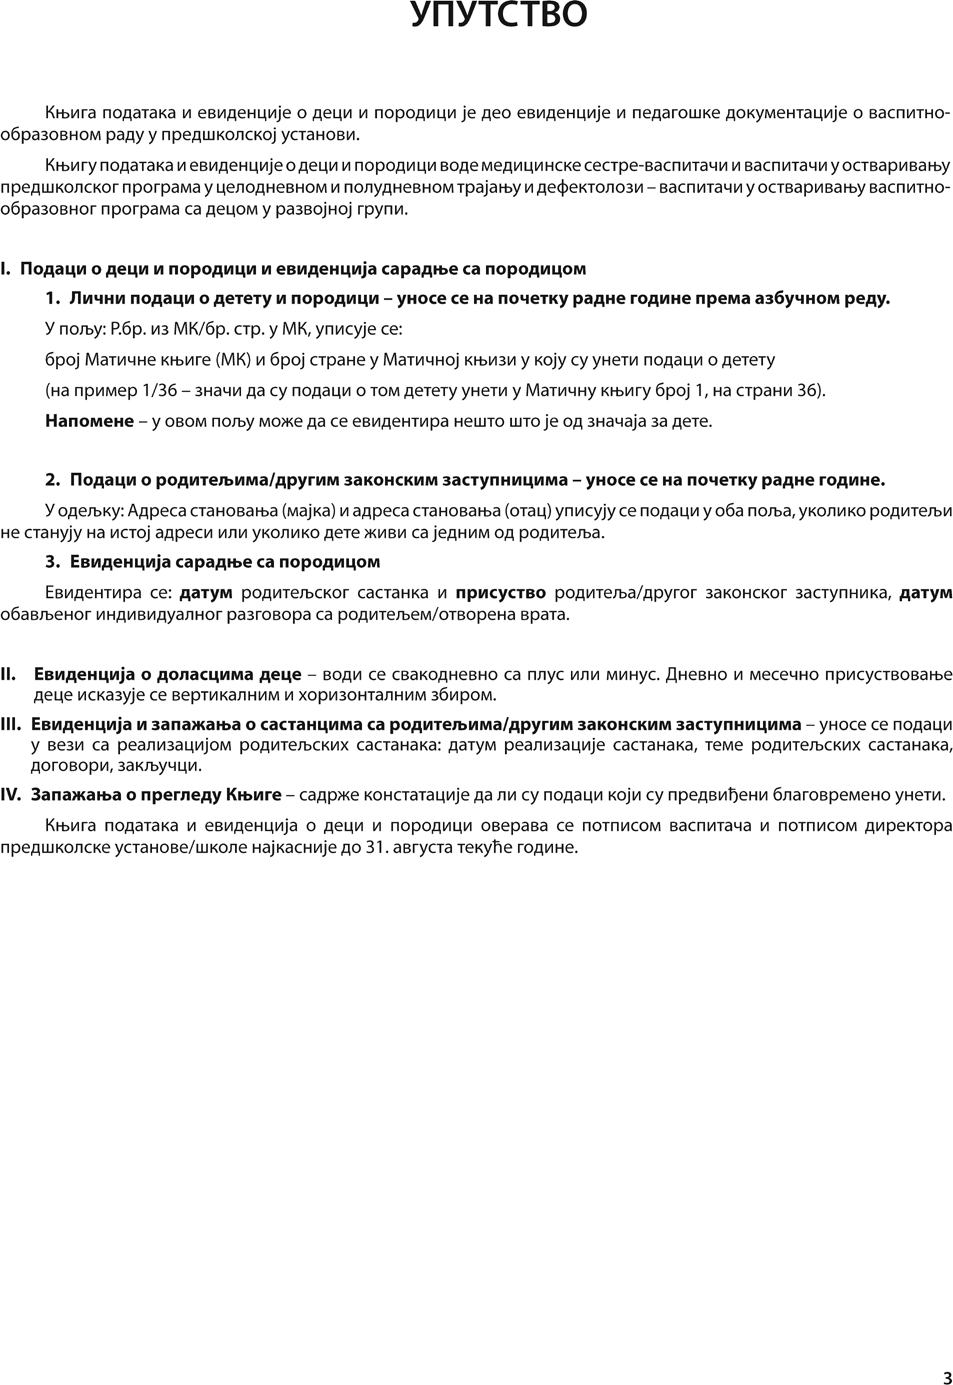 УПУТСТВО
Књига података и евиденције о деци и породици је део евиденције и педагошке документације о васпитно-
образовном раду у предшколској установи.
Књигу података и евиденције о деци и породици воде медицинске сестре-васпитачи и васпитачи у остваривању
предшколског програма у целодневном и полудневном трајању и дефектолози – васпитачи у остваривању васпитно-
образовног програма са децом у развојној групи.
I. Подаци о деци и породици и евиденција сарадње са породицом
1. Лични подаци о детету и породици – уносе се на почетку радне године према азбучном реду.
У пољу: Р.бр. из МК/бр. стр. у МК, уписује се:
број Матичне књиге (МК) и број стране у Матичној књизи у коју су унети подаци о детету
(на пример 1/36 – значи да су подаци о том детету унети у Матичну књигу број 1, на страни 36).
Напомене – у овом пољу може да се евидентира нешто што је од значаја за дете.
2. Подаци о родитељима/другим законским заступницима – уносе се на почетку радне године.
У одељку: Адреса становања (мајка) и адреса становања (отац) уписују се подаци у оба поља, уколико родитељи
не станују на истој адреси или уколико дете живи са једним од родитеља.
3. Евиденција сарадње са породицом
Евидентира се: датум родитељског састанка и присуство родитеља/другог законског заступника, датум
обављеног индивидуалног разговора са родитељем/отворена врата.
II. Евиденција о доласцима деце – води се свакодневно са плус или минус. Дневно и месечно присуствовање
деце исказује се вертикалним и хоризонталним збиром.
III. Евиденција и запажања о састанцима са родитељима/другим законским заступницима – уносе се подаци
у вези са реализацијом родитељских састанака: датум реализације састанака, теме родитељских састанака,
договори, закључци.
IV. Запажања о прегледу Књиге – садрже констатације да ли су подаци који су предвиђени благовремено унети.
Књига података и евиденција о деци и породици оверава се потписом васпитача и потписом директора
предшколске установе/школе најкасније до 31. августа текуће године.
3